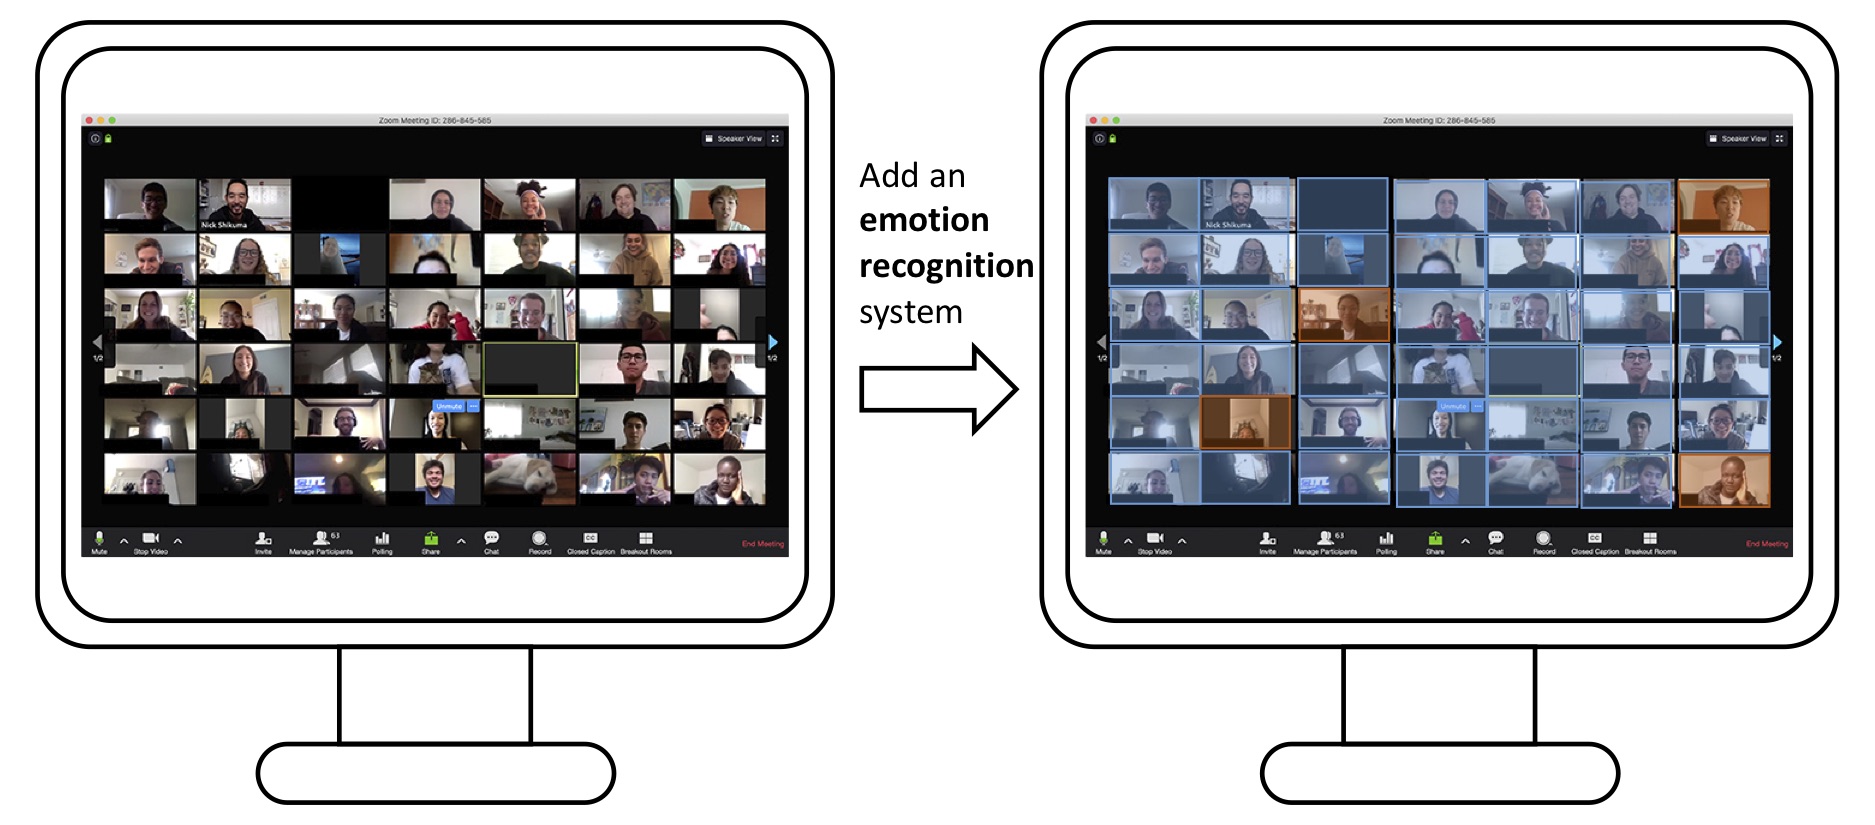 Zoom Meeting ID: 286-845-585
Speaker View
Nick Shikuma
1/2
1/2
Unmute
Mute
Stop Video
Invite
63
Manage Participants
Polling
Share
Chat
Record
CC
Closed Caption
Breakout Rooms
End Meeting
Add an
emotion
recognition
system
Zoom Meeting ID: 286-845-585
Speaker View
Nick Shikuma
1/2
1/2
Unmute
Mute
Stop Video
Invite
63
Manage Participants
Polling
Share
Chat
Record
CC
Closed Caption
Breakout Rooms
End Meeting